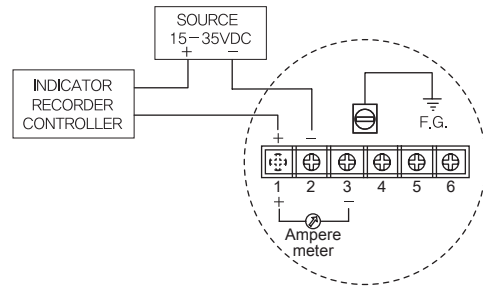 SOURCE
15-35VDC
+ −
INDICATOR
RECORDER
CONTROLLER
F.G.
+ −
1 2 3 4 5 6
+ −
Ampere
meter